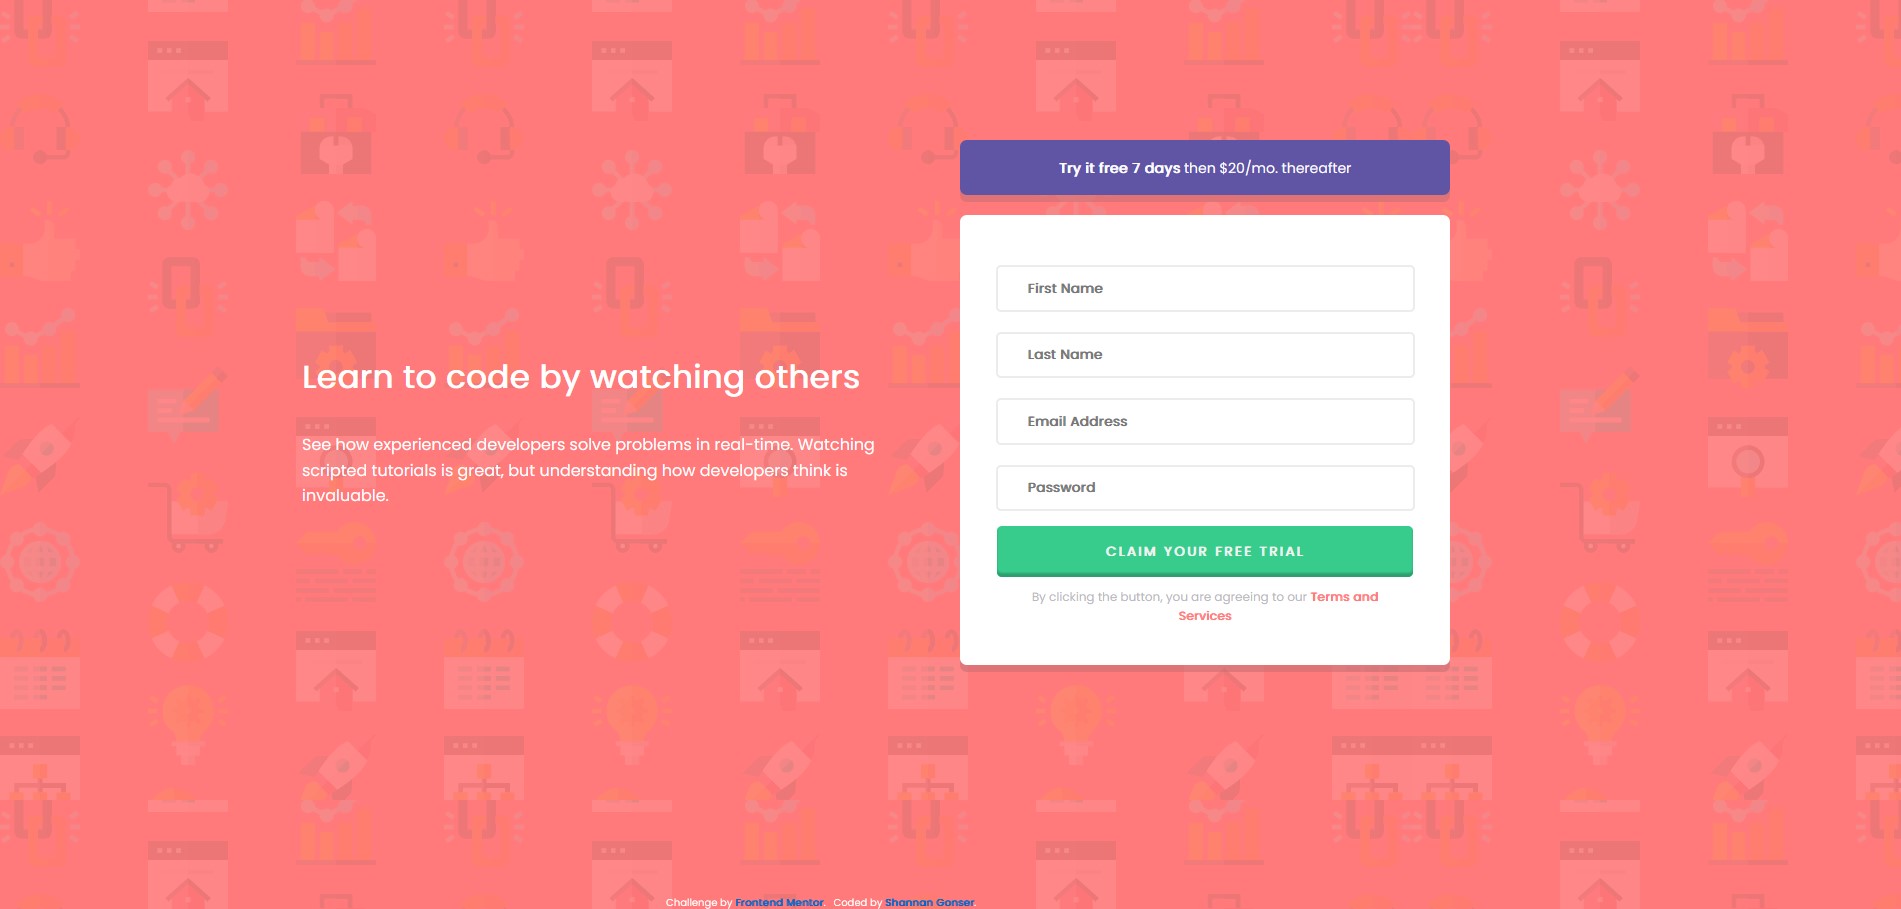 Try it free 7 days then $20/mo. thereafter
Learn to code by watching others
See how experienced developers solve problems in real-time. Watching
scripted tutorials is great, but understanding how developers think is
invaluable.
First Name
Last Name
Email Address
Password
CLAIM YOUR FREE TRIAL
By clicking the button, you are agreeing to our Terms and
Services
Challenge by Frontend Mentor. Coded by Shannan Gonser.